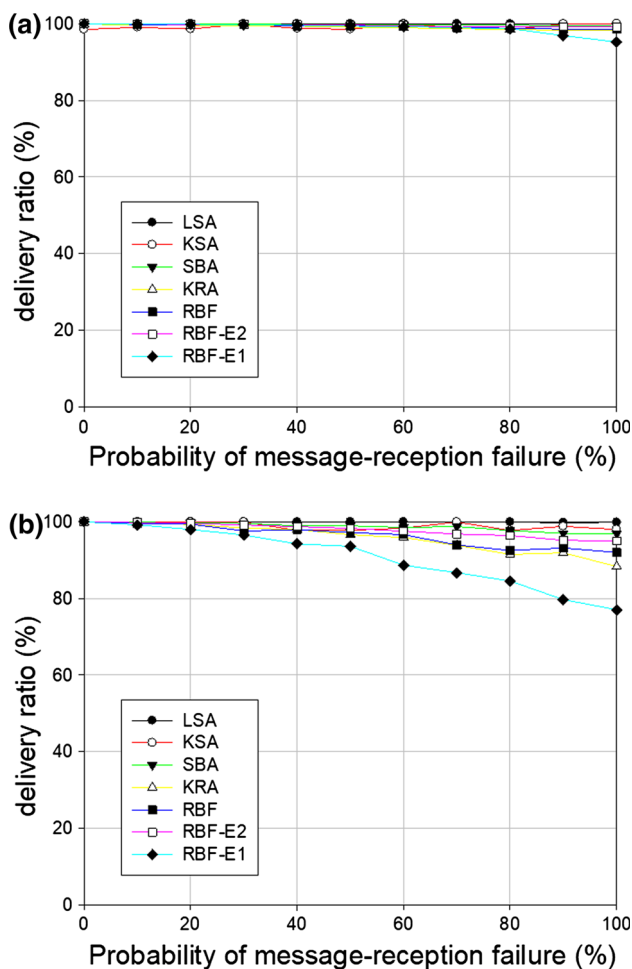 (a)
100
80
60
40
20
0
delivery ratio (%)
LSA
KSA
SBA
KRA
RBF
RBF-E2
RBF-E1
0 20 40 60 80 100
Probability of message-reception failure (%)
(b)
100
80
60
40
20
0
delivery ratio (%)
LSA
KSA
SBA
KRA
RBF
RBF-E2
RBF-E1
0 20 40 60 80 100
Probability of message-reception failure (%)